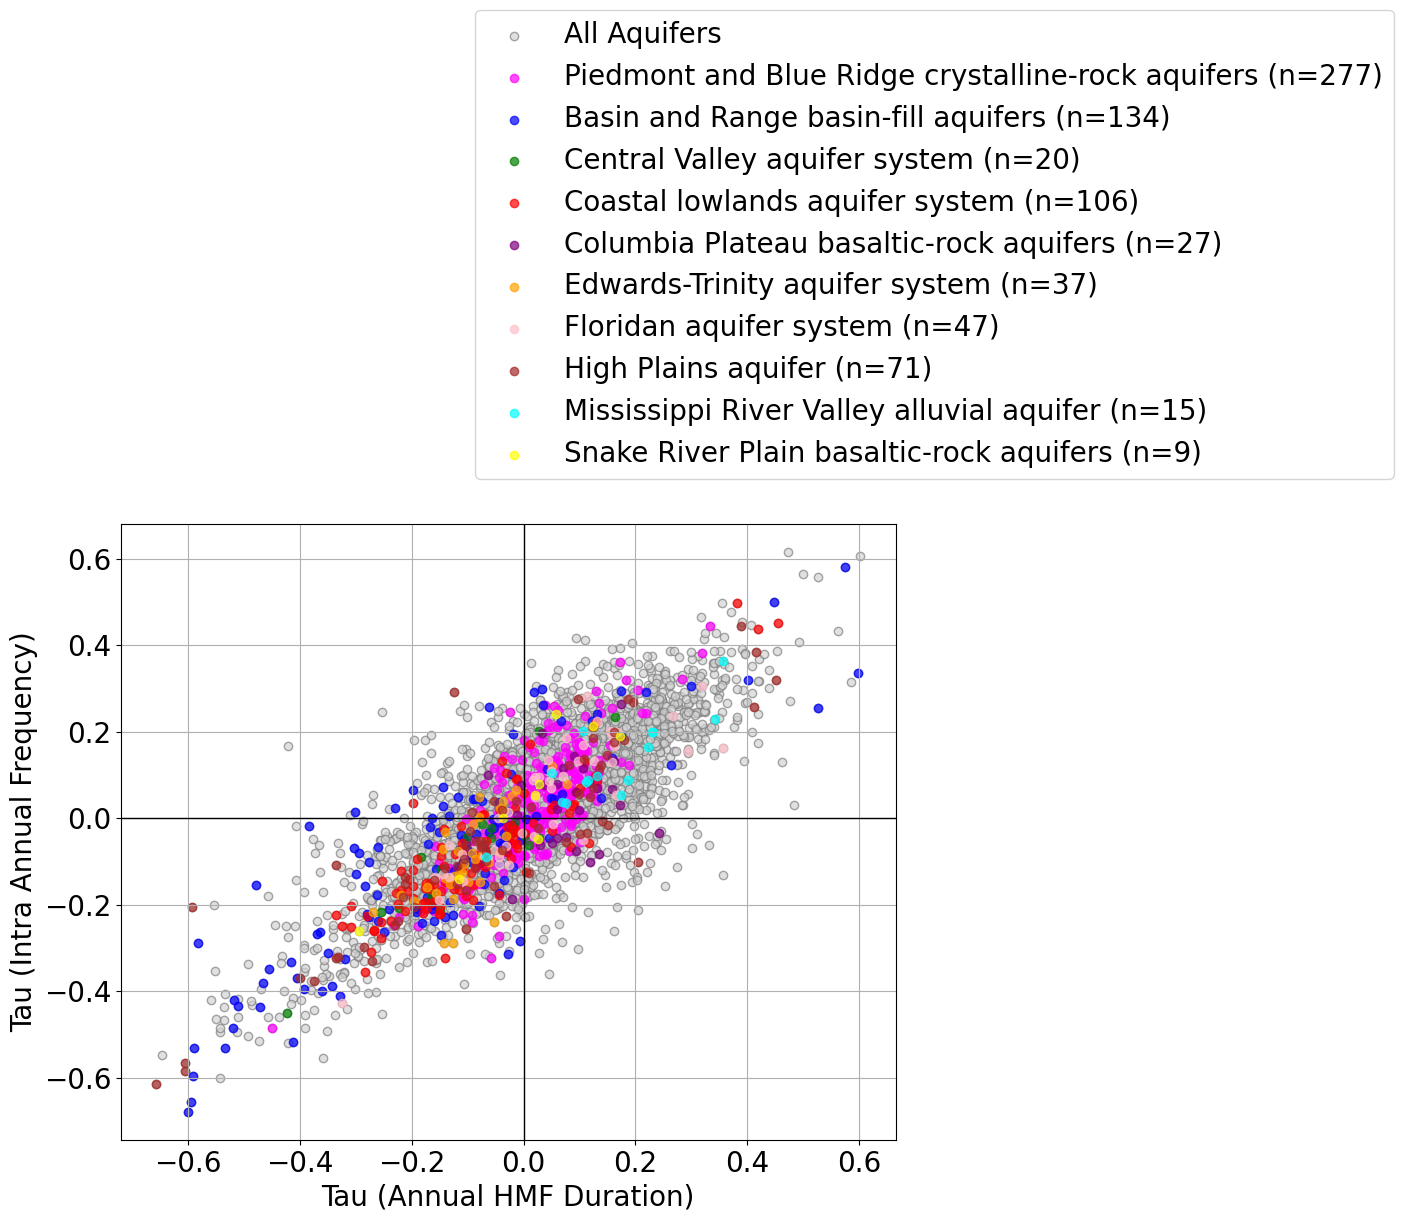 All Aquifers
Piedmont and Blue Ridge crystalline-rock aquifers (n=277)
Basin and Range basin-fill aquifers (n=134)
Central Valley aquifer system (n=20)
Coastal lowlands aquifer system (n=106)
Columbia Plateau basaltic-rock aquifers (n=27)
Edwards-Trinity aquifer system (n=37)
Floridan aquifer system (n=47)
High Plains aquifer (n=71)
Mississippi River Valley alluvial aquifer (n=15)
Snake River Plain basaltic-rock aquifers (n=9)
Tau (Intra Annual Frequency)
0.6
0.4
0.2
0.0
−0.2
−0.4
−0.6
−0.6 −0.4 −0.2 0.0 0.2 0.4 0.6
Tau (Annual HMF Duration)